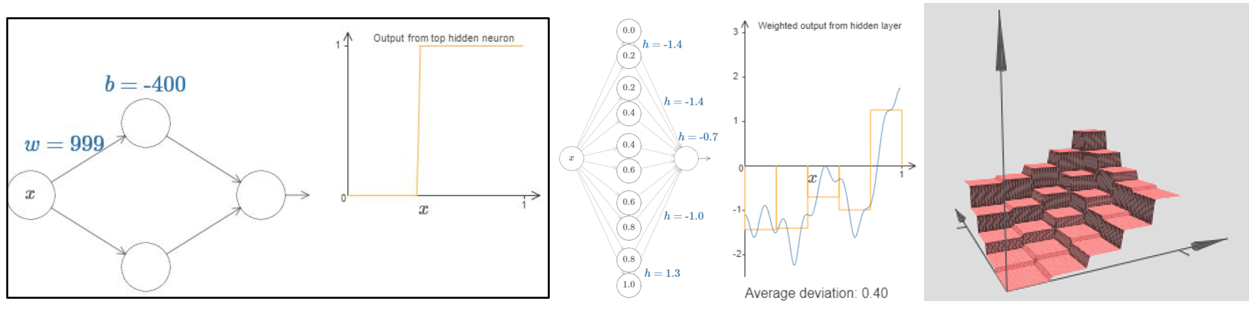 b = -400
w = 999
x
Output from top hidden neuron
1
0
x
1
x
0.0
0.2
0.2
0.4
0.4
0.6
0.6
0.8
0.8
1.0
h = -1.4
h = -1.4
h = -0.7
h = -1.0
h = 1.3
Weighted output from hidden layer
3
2
1
0
-1
-2
x
1
Average deviation: 0.40